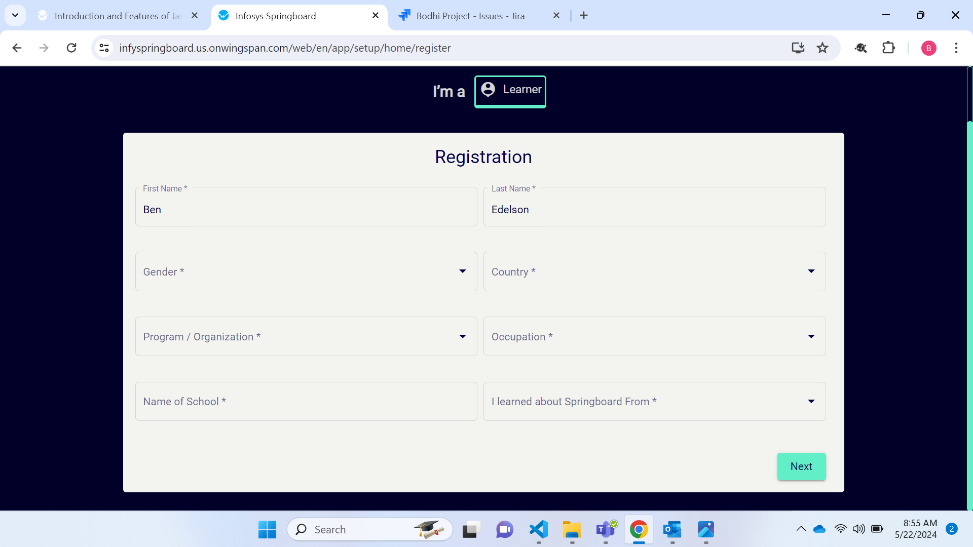 Introduction and Features of Ja
Infosys Springboard
Bodhi Project - Issues - Jira
infyspringboard.us.onwingspan.com/web/en/app/setup/home/register
B
I'm a
Learner
Registration
First Name *
Last Name *
Ben
Edelson
Gender *
Country *
Program / Organization *
Occupation *
Name of School *
I learned about Springboard From *
Next
Search
8:55 AM
5/22/2024
2